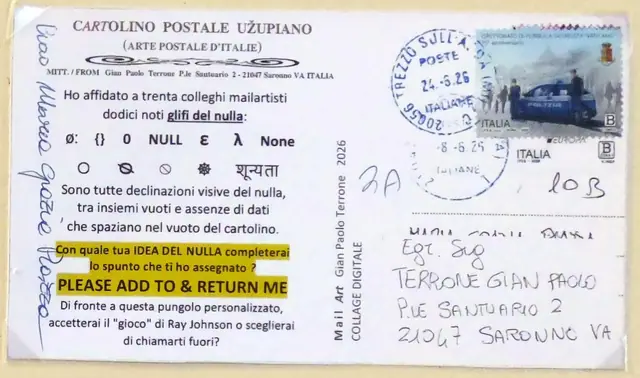 CARTOLINO POSTALE UŽUPIANO
(ARTE POSTALE D'ITALIE)
MITT. / FROM Gian Paolo Terrone P.le Santuario 2 - 21047 Saronno VA ITALIA
Ciao Maria Grazia
Ho affidato a trenta colleghi mailartisti
dodici noti glifi del nulla:
ø: {} 0 NULL ε λ None
शून्यता
Sono tutte declinazioni visive del nulla,
tra insiemi vuoti e assenze di dati
che spaziano nel vuoto del cartolino.
Con quale tua IDEA DEL NULLA completerai
lo spunto che ti ho assegnato ?
PLEASE ADD TO & RETURN ME
Di fronte a questa pungolo personalizzato,
accetterai il "gioco" di Ray Johnson o sceglierai
di chiamarti fuori?
Mail Art Gian Paolo Terrone 2026
COLLAGE DIGITALE
20056 TREZZO SULL'A
POSTE
24.-6.26
ITALIANE
-8-6.26
POLIZIA
ITALIA B
EUROPA
ITALIA B
2A
10B
Egr. Sig
TERRONE GIAN PAOLO
P.LE SANTUARIO 2
21047 SARONNO VA